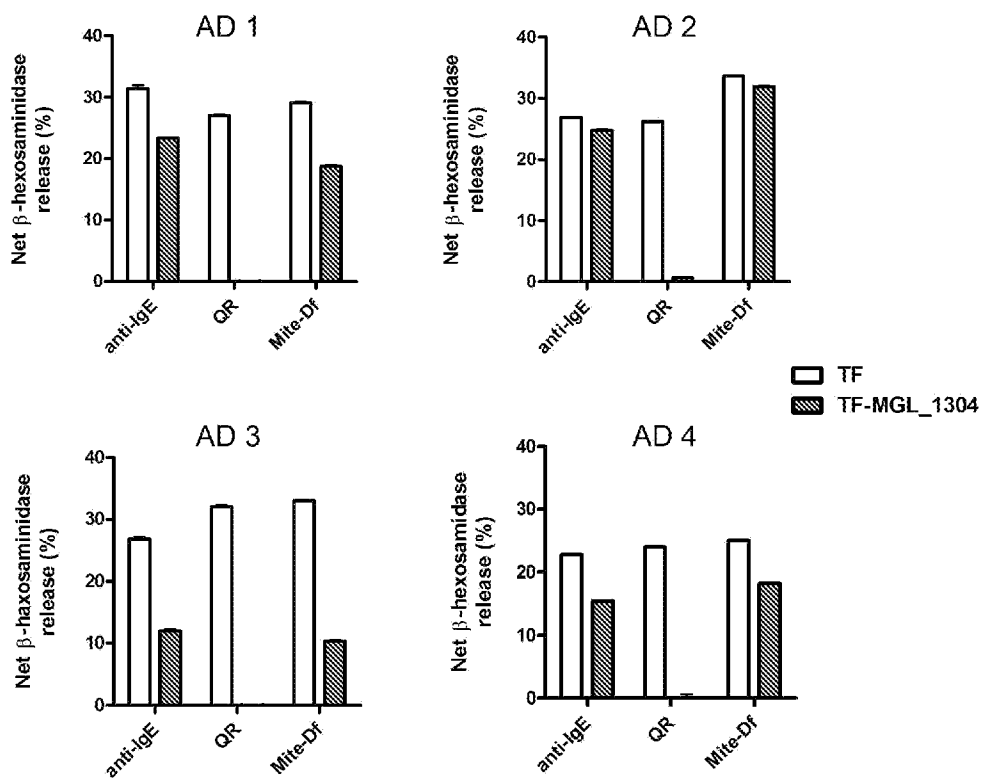 AD 1
Net β-hexosaminidase
release (%)
40
30
20
10
0
anti-IgE
QR
Mite-Df
AD 2
Net β-hexosaminidase
release (%)
40
30
20
10
0
anti-IgE
QR
Mite-Df
TF
TF-MGL_1304
AD 3
Net β-haxosaminidase
release (%)
40
30
20
10
0
anti-IgE
QR
Mite-Df
AD 4
Net β-hexosaminidase
release (%)
40
30
20
10
0
anti-IgE
QR
Mite-Df